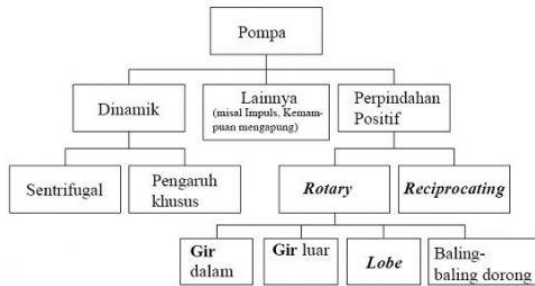 Pompa
Dinamik
Lainnya
(misal Impuls, Kemam-
puan mengapung)
Perpindahan
Positif
Sentrifugal
Pengaruh
khusus
Rotary
Reciprocating
Gir
dalam
Gir luar
Lobe
Baling-
baling dorong